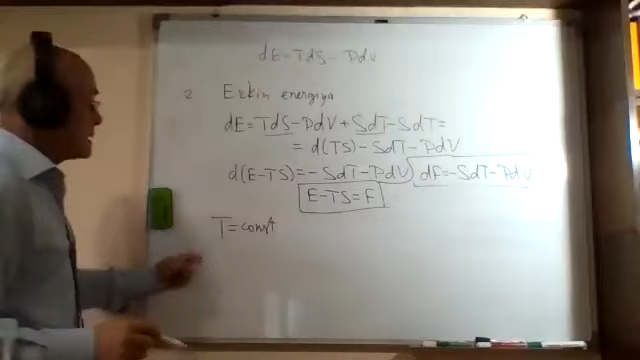 dE=TdS-PdV
2 Erkin energiya
dE=TdS-PdV+SdT-SdT=
=d(TS)-SdT-PdV
d(E-TS)=-SdT-PdV dF=-SdT-PdV
E-TS=F
T=const